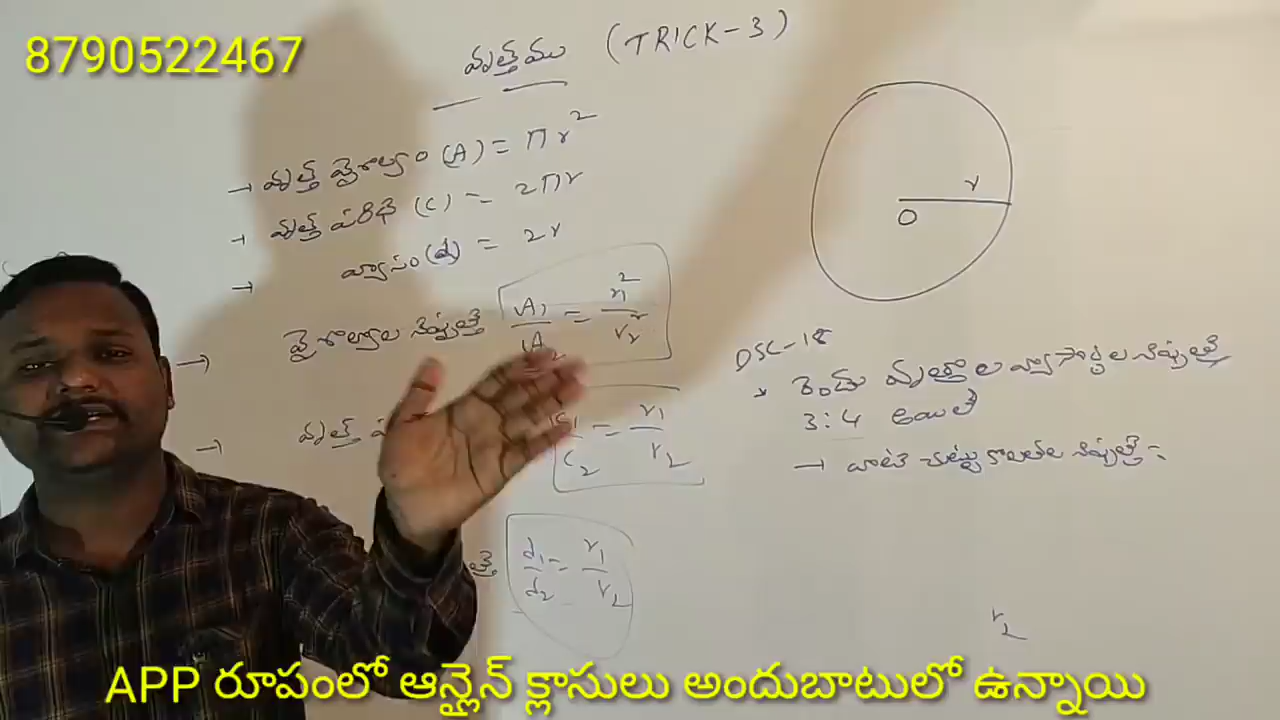 8790522467
వృత్తము (TRICK-3)
→ వృత్త వైశాల్యం (A) = πr²
→ వృత్త పరిధి (C) = 2πr
→ వ్యాసం (d) = 2r
→ వైశాల్యాల నిష్పత్తి A₁/A₂ = r₁²/r₂²
→ వృత్త C₁/C₂ = r₁/r₂
d₁/d₂ = r₁/r₂
r
O
DSC-18
* రెండు వృత్తాల వ్యాసార్ధాల నిష్పత్తి
3:4 అయితే
→ వాటి చుట్టుకొలతల నిష్పత్తి =
r₂
APP రూపంలో ఆన్లైన్ క్లాసులు అందుబాటులో ఉన్నాయి